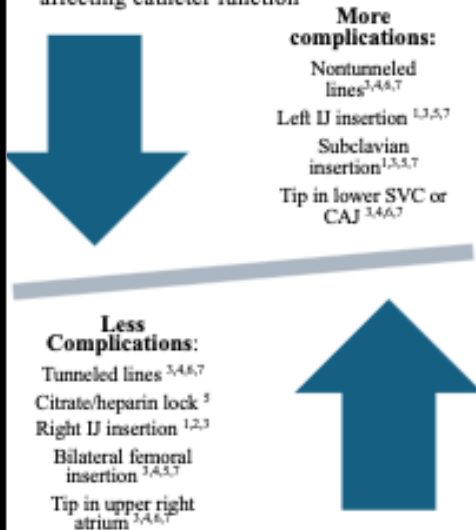 affecting catheter function
More
complications:
Nontunneled
lines3,4,6,7
Left IJ insertion 1,3,5,7
Subclavian
insertion1,3,5,7
Tip in lower SVC or
CAJ 3,4,6,7
Less
Complications:
Tunneled lines 3,4,6,7
Citrate/heparin lock 5
Right IJ insertion 1,2,3
Bilateral femoral
insertion 3,4,5,7
Tip in upper right
atrium 3,4,6,7